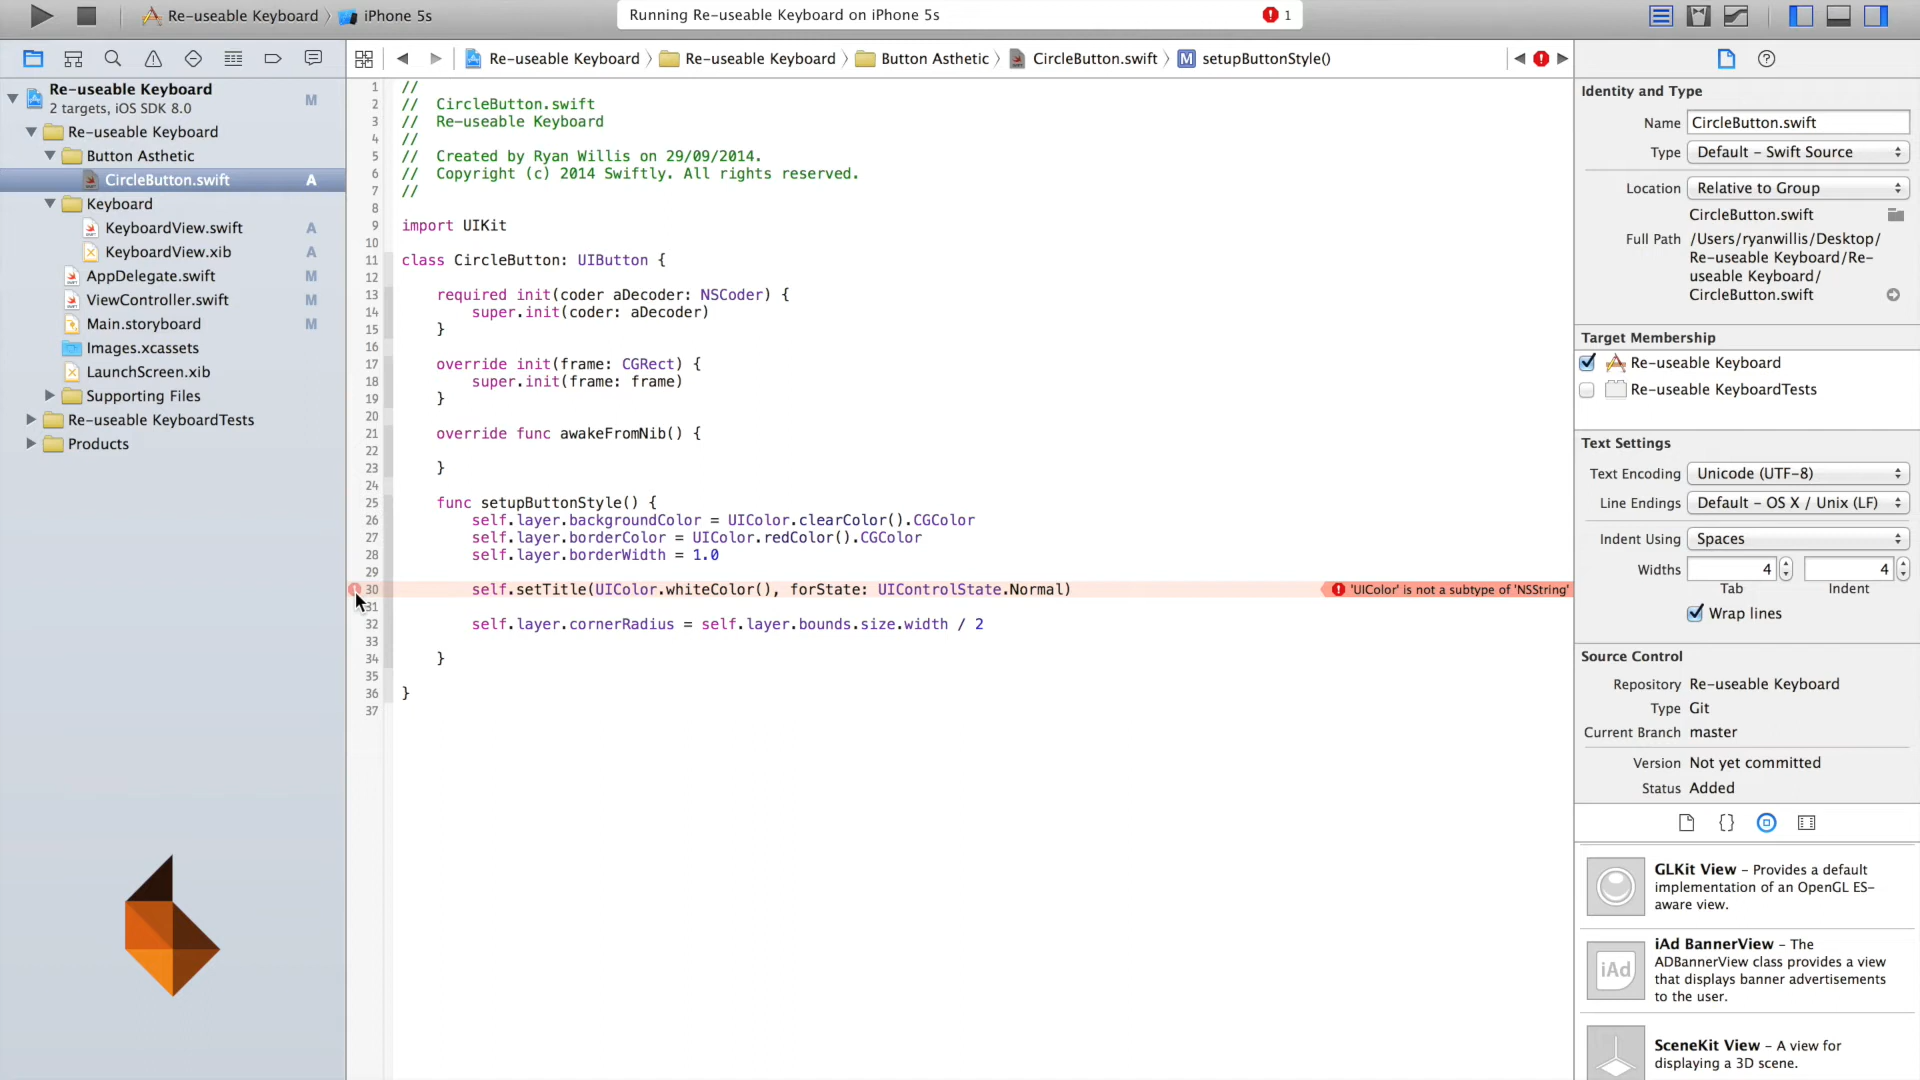 Re-useable Keyboard 〉 iPhone 5s
Running Re-useable Keyboard on iPhone 5s
1
Re-useable Keyboard 〉 Re-useable Keyboard 〉 Button Asthetic 〉 CircleButton.swift 〉 M setupButtonStyle()
Re-useable Keyboard M
2 targets, iOS SDK 8.0
Re-useable Keyboard
Button Asthetic
CircleButton.swift A
Keyboard
KeyboardView.swift A
KeyboardView.xib A
AppDelegate.swift M
ViewController.swift M
Main.storyboard M
Images.xcassets
LaunchScreen.xib
Supporting Files
Re-useable KeyboardTests
Products
1 //
2 // CircleButton.swift
3 // Re-useable Keyboard
4 //
5 // Created by Ryan Willis on 29/09/2014.
6 // Copyright (c) 2014 Swiftly. All rights reserved.
7 //
8
9 import UIKit
10
11 class CircleButton: UIButton {
12
13 required init(coder aDecoder: NSCoder) {
14 super.init(coder: aDecoder)
15 }
16
17 override init(frame: CGRect) {
18 super.init(frame: frame)
19 }
20
21 override func awakeFromNib() {
22
23 }
24
25 func setupButtonStyle() {
26 self.layer.backgroundColor = UIColor.clearColor().CGColor
27 self.layer.borderColor = UIColor.redColor().CGColor
28 self.layer.borderWidth = 1.0
29
30 self.setTitle(UIColor.whiteColor(), forState: UIControlState.Normal) 'UIColor' is not a subtype of 'NSString'
31
32 self.layer.cornerRadius = self.layer.bounds.size.width / 2
33
34 }
35
36 }
37
Identity and Type
Name CircleButton.swift
Type Default - Swift Source
Location Relative to Group
CircleButton.swift
Full Path /Users/ryanwillis/Desktop/
Re-useable Keyboard/Re-
useable Keyboard/
CircleButton.swift
Target Membership
Re-useable Keyboard
Re-useable KeyboardTests
Text Settings
Text Encoding Unicode (UTF-8)
Line Endings Default - OS X / Unix (LF)
Indent Using Spaces
Widths 4 4
Tab Indent
Wrap lines
Source Control
Repository Re-useable Keyboard
Type Git
Current Branch master
Version Not yet committed
Status Added
GLKit View - Provides a default
implementation of an OpenGL ES-
aware view.
iAd
iAd BannerView - The
ADBannerView class provides a view
that displays banner advertisements
to the user.
SceneKit View - A view for
displaying a 3D scene.